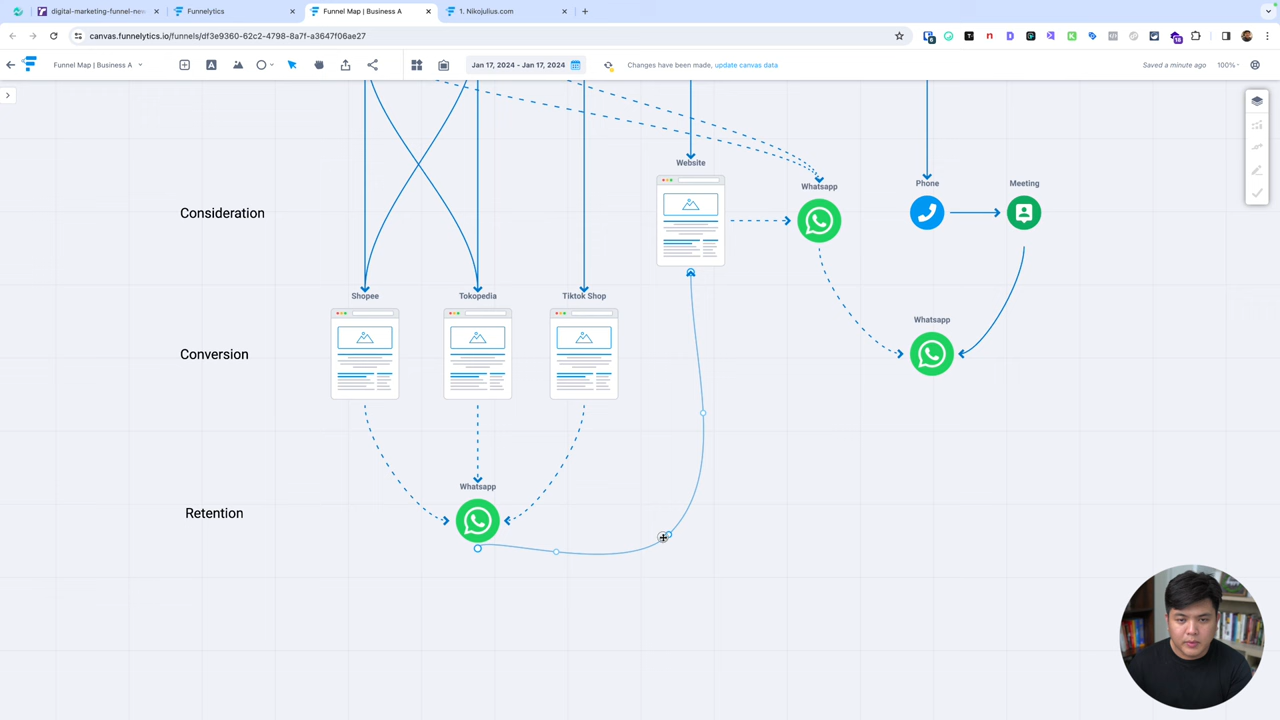 digital-marketing-funnel-nev
Funnelytics
Funnel Map | Business A
1. Nikojulius.com
canvas.funnelytics.io/funnels/df3e9360-62c2-4798-8a7f-a3647f06ae27
Funnel Map | Business A
Jan 17, 2024 - Jan 17, 2024
Changes have been made, update canvas data
Saved a minute ago
100%
Website
Whatsapp
Phone
Meeting
Consideration
Shopee
Tokopedia
Tiktok Shop
Whatsapp
Conversion
Whatsapp
Retention